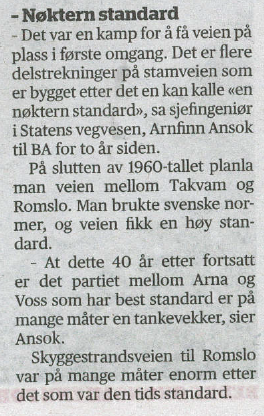 – Nøktern standard
– Det var en kamp for å få veien på
plass i første omgang. Det er flere
delstrekninger på stamveien som
er bygget etter det en kan kalle «en
nøktern standard», sa sjefingeniør
i Statens vegvesen, Arnfinn Ansok
til BA for to år siden.
På slutten av 1960-tallet planla
man veien mellom Takvam og
Romslo. Man brukte svenske nor-
mer, og veien fikk en høy stan-
dard.
– At dette 40 år etter fortsatt
er det partiet mellom Arna og
Voss som har best standard er på
mange måter en tankevekker, sier
Ansok.
Skyggestrandsveien til Romslo
var på mange måter enorm etter
det som var den tids standard.